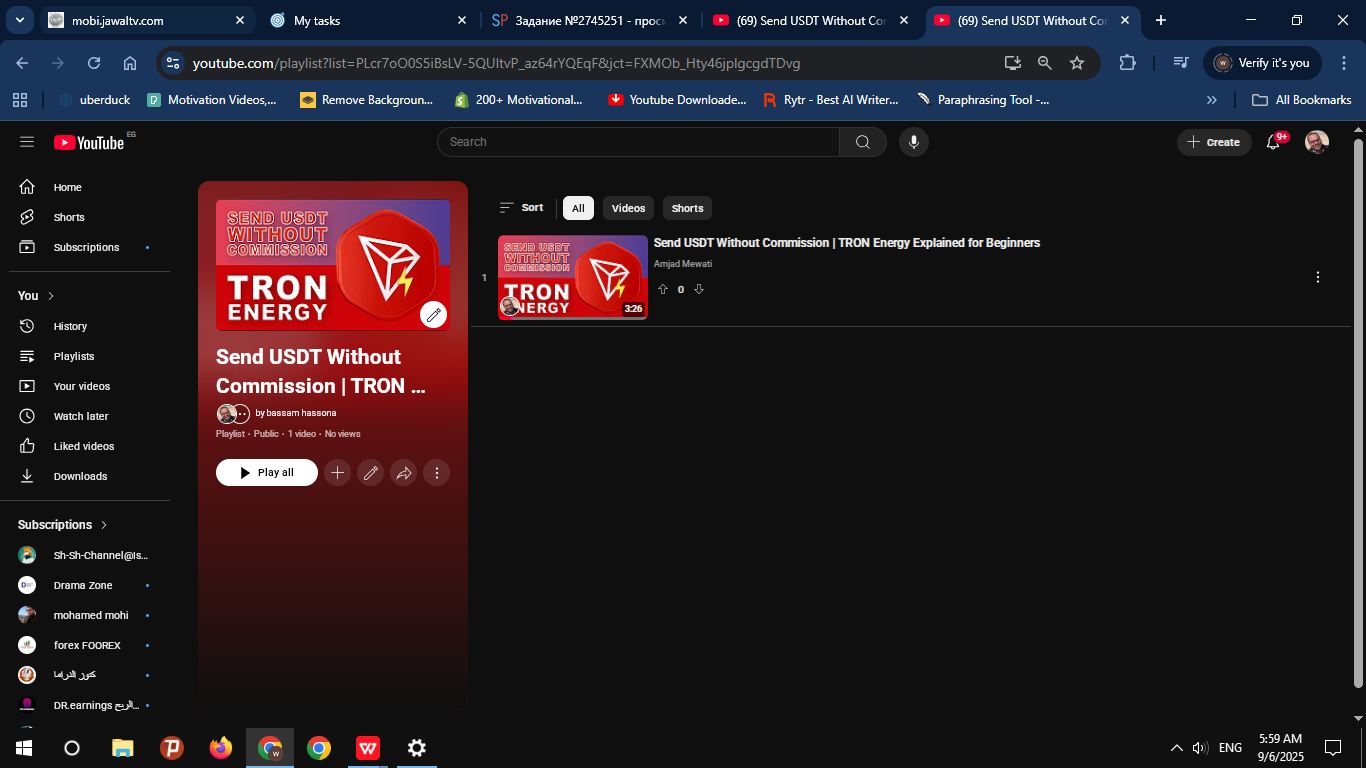 mobi.jawaltv.com
My tasks
Задание №2745251 - прос
(69) Send USDT Without Cor
(69) Send USDT Without Cor
youtube.com/playlist?list=PLcr7oO0S5iBsLV-5QUltvP_az64rYQEqF&jct=FXMOb_Hty46jplgcgdTDvg
Verify it's you
uberduck
Motivation Videos,...
Remove Backgroun...
200+ Motivational...
Youtube Downloade...
Rytr - Best AI Writer...
Paraphrasing Tool -...
All Bookmarks
YouTube EG
Search
Create
9+
Home
Shorts
Subscriptions
You
History
Playlists
Your videos
Watch later
Liked videos
Downloads
Subscriptions
Sh-Sh-Channel@Is...
Drama Zone
mohamed mohi
forex FOOREX
كنوز الدراما
DR.earnings الربح...
SEND USDT
WITHOUT
COMMISSION
TRON
ENERGY
Send USDT Without
Commission | TRON ...
by bassam hassona
Playlist · Public · 1 video · No views
Play all
Sort
All
Videos
Shorts
1
SEND USDT
WITHOUT
COMMISSION
TRON
ENERGY
3:26
Send USDT Without Commission | TRON Energy Explained for Beginners
Amjad Mewati
0
ENG
5:59 AM
9/6/2025